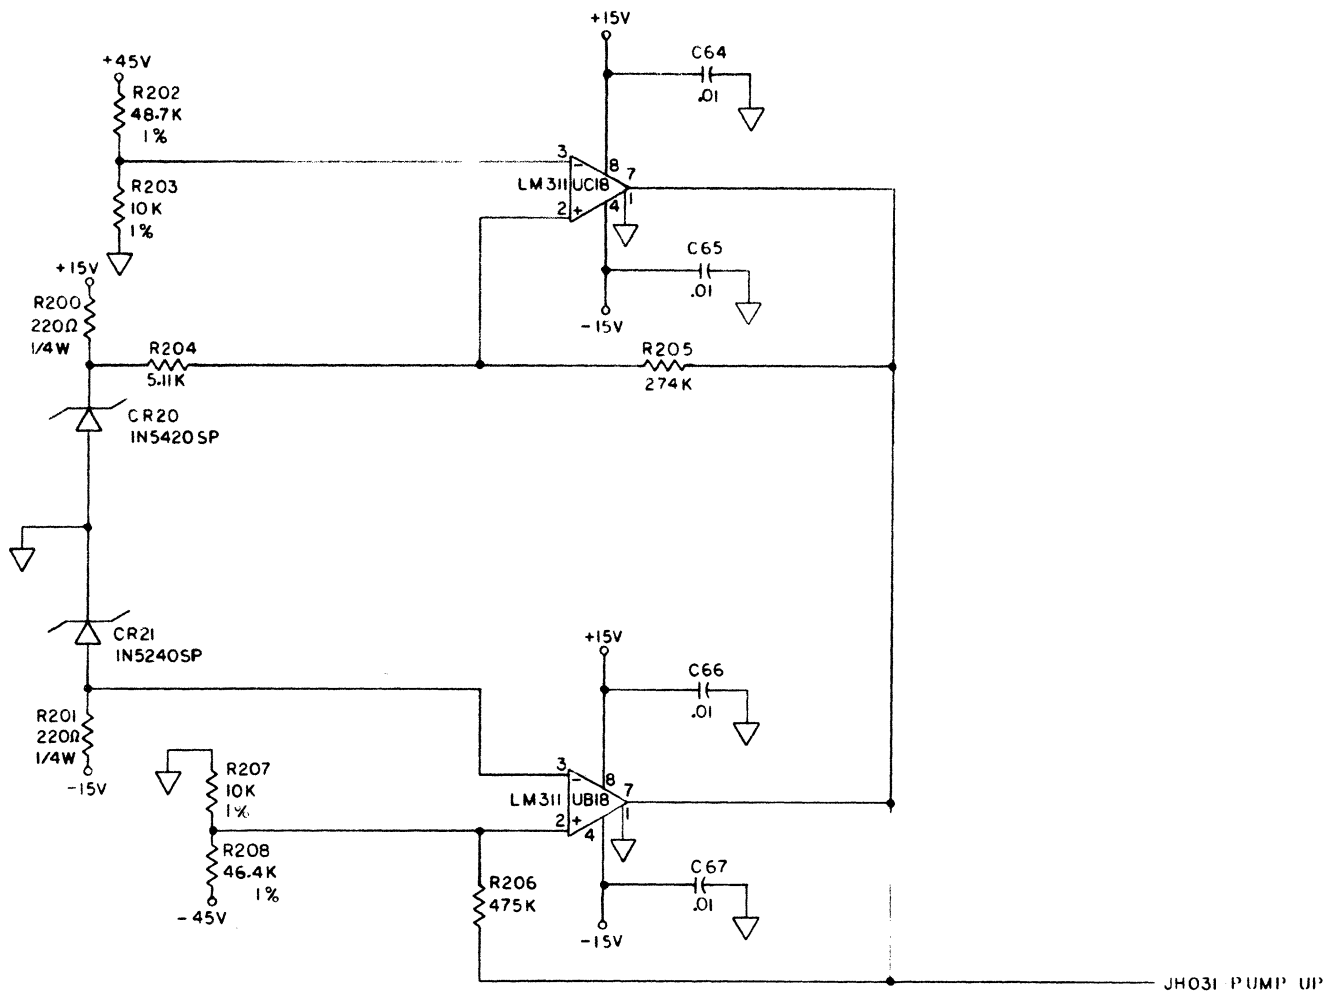 +15V
C64
.01
+45V
R202
48.7K
1%
3
-
8
7
LM311
UC18
R203
10K
1%
2
+
4
1
C65
.01
-15V
+15V
R200
220Ω
1/4W
R204
5.11K
R205
274K
CR20
1N5420SP
CR21
1N5240SP
+15V
C66
.01
R201
220Ω
1/4W
-15V
R207
10K
1%
3
-
8
7
LM311
UB18
2
+
4
1
R208
46.4K
1%
-45V
R206
475K
C67
.01
-15V
JH031 PUMP UP